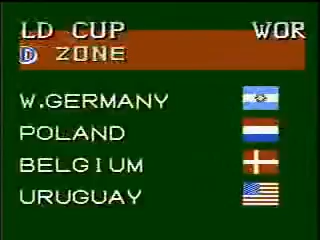 LD CUP WOR
D ZONE
W.GERMANY
POLAND
BELGIUM
URUGUAY